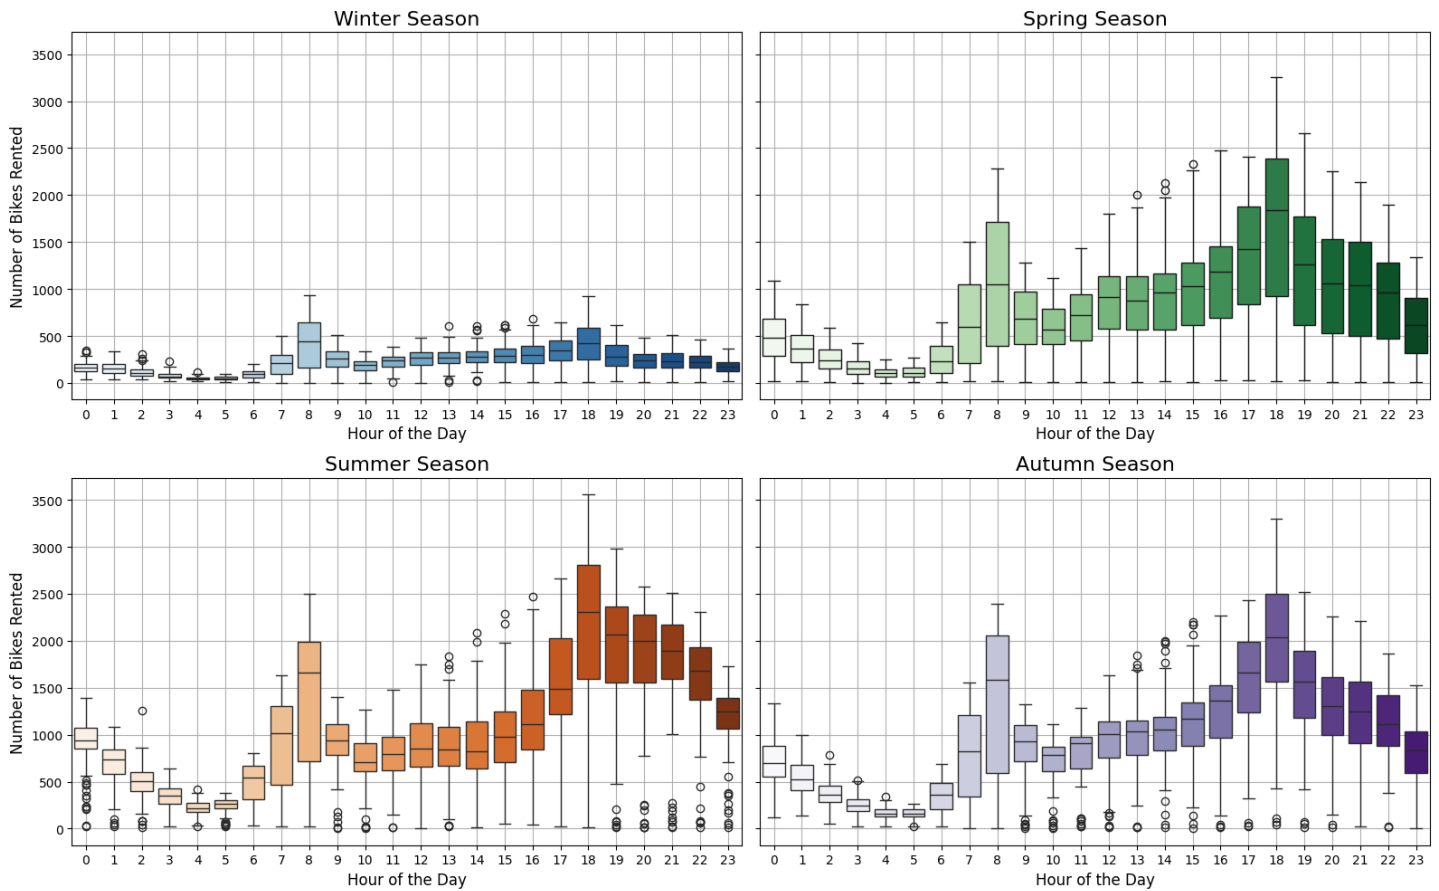 Winter Season
Number of Bikes Rented
3500
3000
2500
2000
1500
1000
500
0
0 1 2 3 4 5 6 7 8 9 10 11 12 13 14 15 16 17 18 19 20 21 22 23
Hour of the Day
Spring Season
0 1 2 3 4 5 6 7 8 9 10 11 12 13 14 15 16 17 18 19 20 21 22 23
Hour of the Day
Summer Season
Number of Bikes Rented
3500
3000
2500
2000
1500
1000
500
0
0 1 2 3 4 5 6 7 8 9 10 11 12 13 14 15 16 17 18 19 20 21 22 23
Hour of the Day
Autumn Season
0 1 2 3 4 5 6 7 8 9 10 11 12 13 14 15 16 17 18 19 20 21 22 23
Hour of the Day